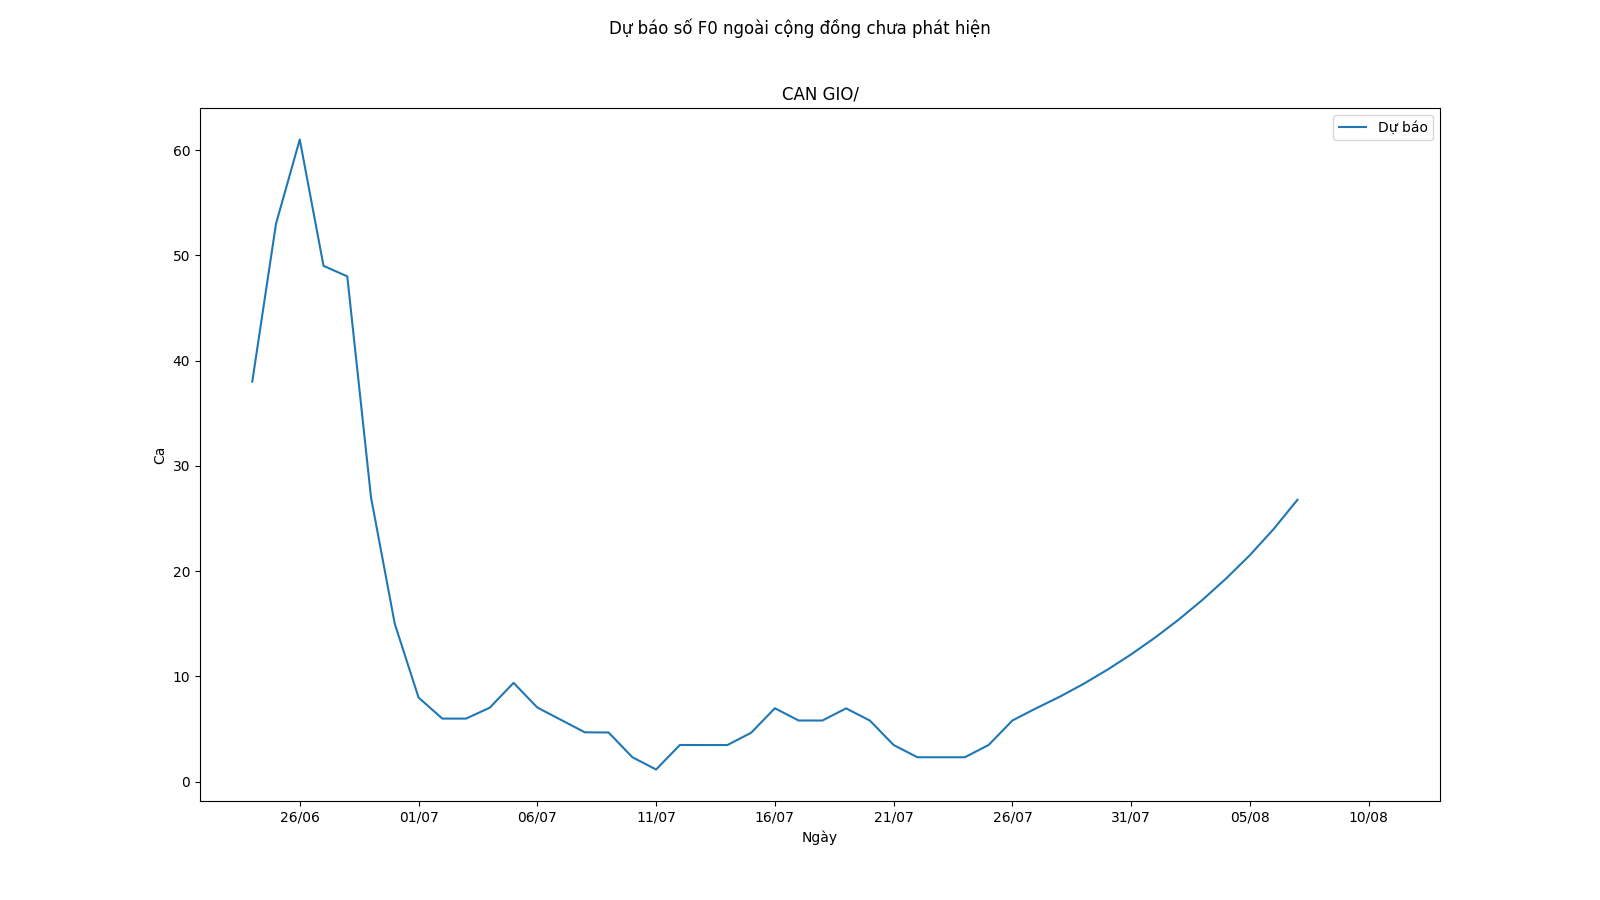 Dự báo số F0 ngoài cộng đồng chưa phát hiện
CAN GIO/
Dự báo
60
50
40
30
20
10
0
Ca
26/06 01/07 06/07 11/07 16/07 21/07 26/07 31/07 05/08 10/08
Ngày